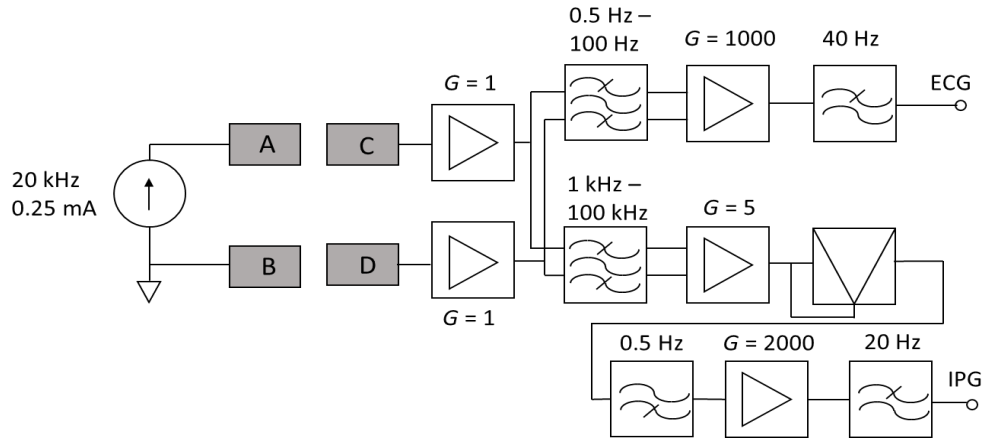 0.5 Hz –
100 Hz
G = 1000
40 Hz
ECG
G = 1
A
C
20 kHz
0.25 mA
1 kHz –
100 kHz
G = 5
B
D
G = 1
0.5 Hz
G = 2000
20 Hz
IPG